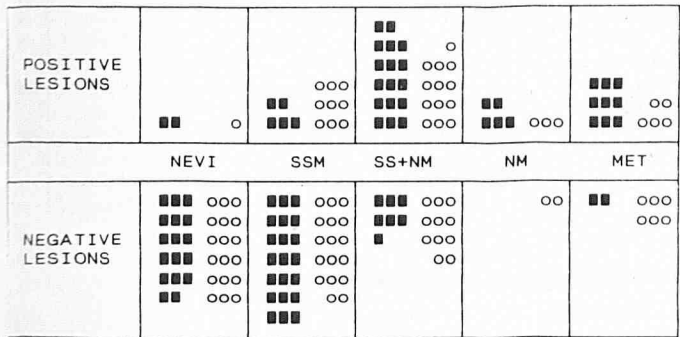 POSITIVE
LESIONS
NEVI SSM SS+NM NM MET
NEGATIVE
LESIONS